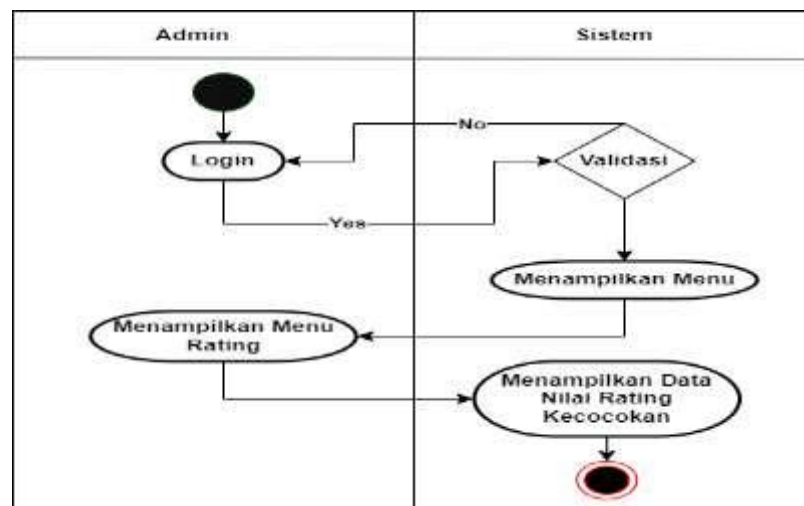 Admin
Sistem
No
Login
Validasi
Yes
Menampilkan Menu
Menampilkan Menu
Rating
Menampilkan Data
Nilai Rating
Kecocokan